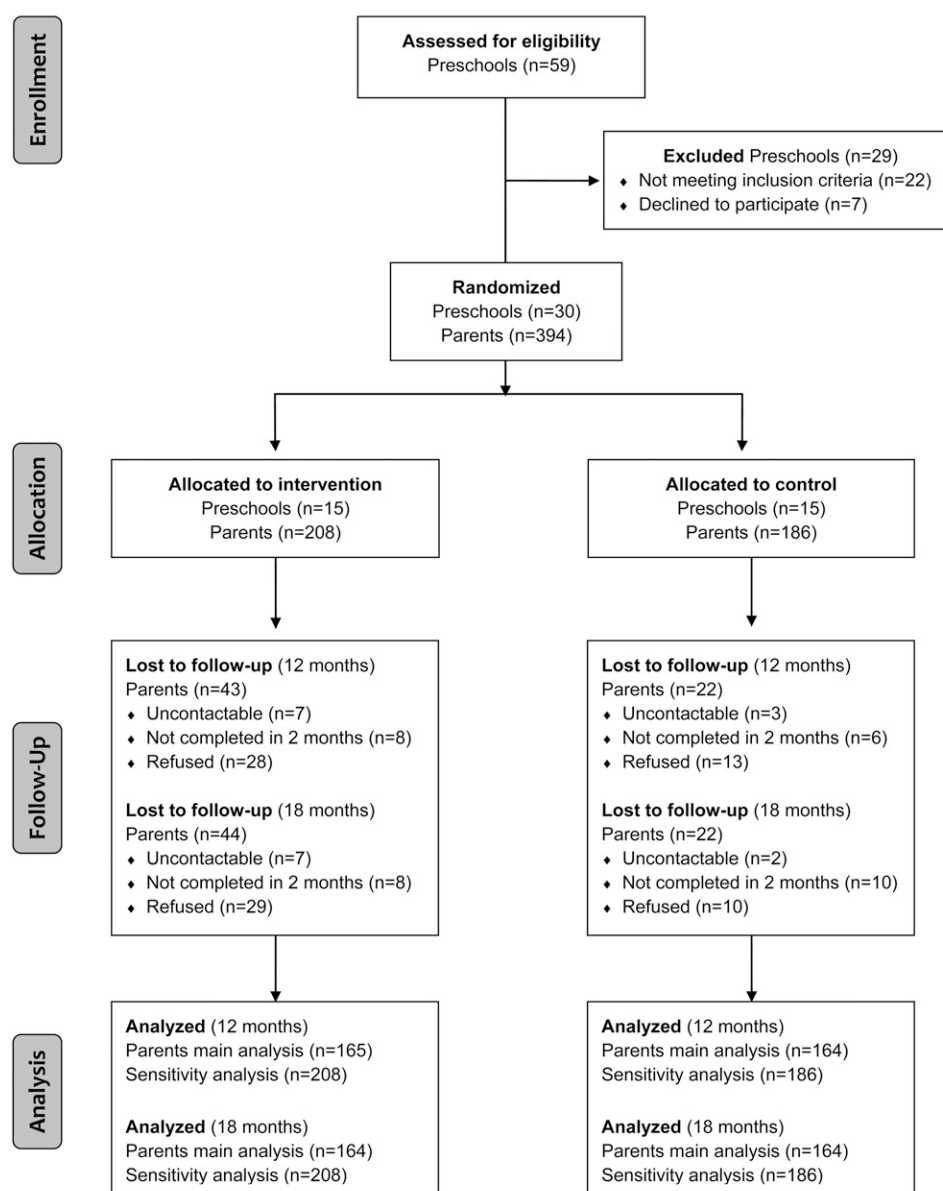 Enrollment
Assessed for eligibility
Preschools (n=59)
Excluded Preschools (n=29)
♦ Not meeting inclusion criteria (n=22)
♦ Declined to participate (n=7)
Randomized
Preschools (n=30)
Parents (n=394)
Allocation
Allocated to intervention
Preschools (n=15)
Parents (n=208)
Allocated to control
Preschools (n=15)
Parents (n=186)
Follow-Up
Lost to follow-up (12 months)
Parents (n=43)
♦ Uncontactable (n=7)
♦ Not completed in 2 months (n=8)
♦ Refused (n=28)
Lost to follow-up (18 months)
Parents (n=44)
♦ Uncontactable (n=7)
♦ Not completed in 2 months (n=8)
♦ Refused (n=29)
Lost to follow-up (12 months)
Parents (n=22)
♦ Uncontactable (n=3)
♦ Not completed in 2 months (n=6)
♦ Refused (n=13)
Lost to follow-up (18 months)
Parents (n=22)
♦ Uncontactable (n=2)
♦ Not completed in 2 months (n=10)
♦ Refused (n=10)
Analysis
Analyzed (12 months)
Parents main analysis (n=165)
Sensitivity analysis (n=208)
Analyzed (18 months)
Parents main analysis (n=164)
Sensitivity analysis (n=208)
Analyzed (12 months)
Parents main analysis (n=164)
Sensitivity analysis (n=186)
Analyzed (18 months)
Parents main analysis (n=164)
Sensitivity analysis (n=186)